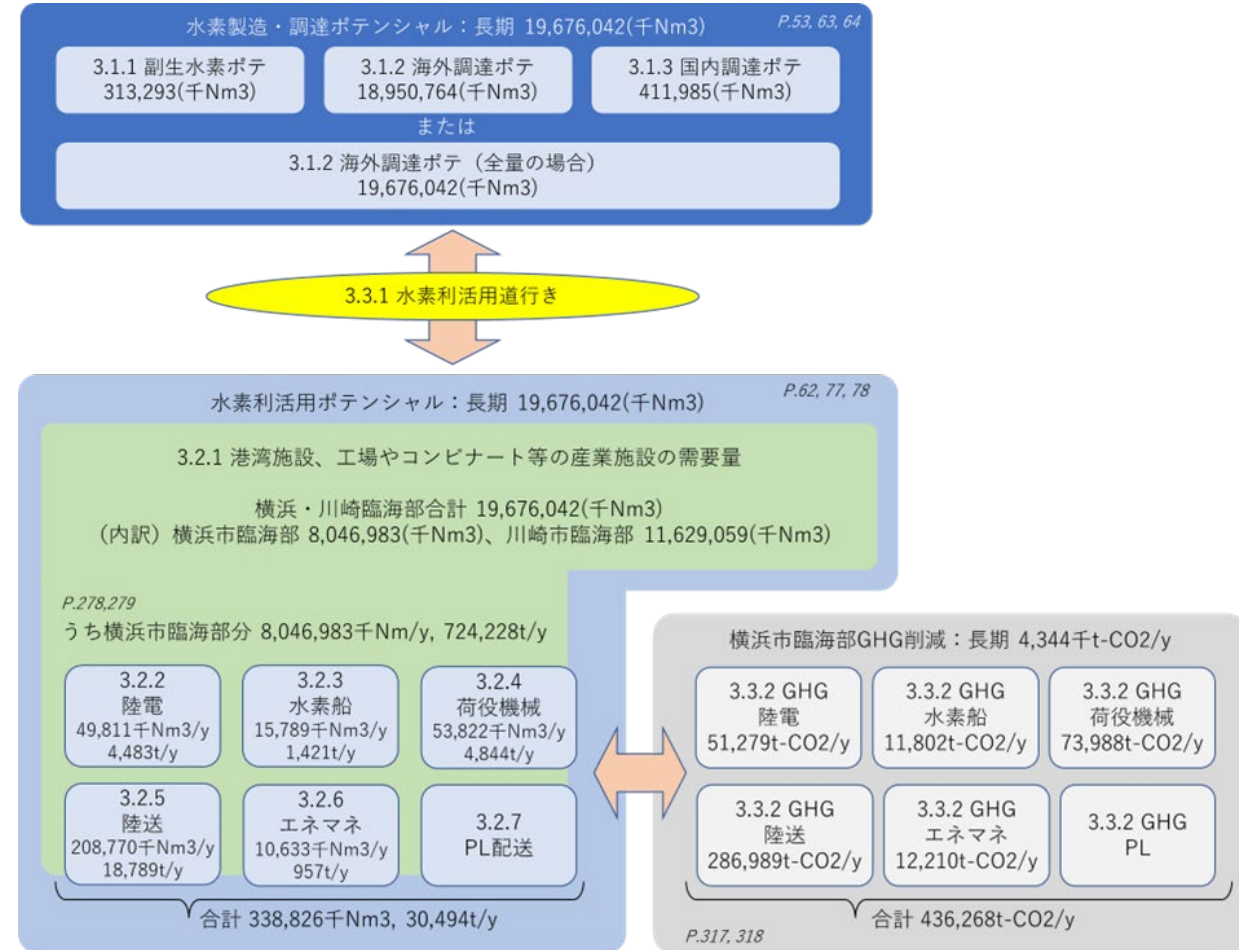 水素製造・調達ポテンシャル：長期 19,676,042(千Nm3)
P.53, 63, 64
3.1.1 副生水素ポテ
313,293(千Nm3)
3.1.2 海外調達ポテ
18,950,764(千Nm3)
3.1.3 国内調達ポテ
411,985(千Nm3)
または
3.1.2 海外調達ポテ（全量の場合）
19,676,042(千Nm3)
3.3.1 水素利活用道行き
水素利活用ポテンシャル：長期 19,676,042(千Nm3)
P.62, 77, 78
3.2.1 港湾施設、工場やコンビナート等の産業施設の需要量
横浜・川崎臨海部合計 19,676,042(千Nm3)
（内訳）横浜市臨海部 8,046,983(千Nm3)、川崎市臨海部 11,629,059(千Nm3)
P.278,279
うち横浜市臨海部分 8,046,983千Nm/y, 724,228t/y
3.2.2
陸電
49,811千Nm3/y
4,483t/y
3.2.3
水素船
15,789千Nm3/y
1,421t/y
3.2.4
荷役機械
53,822千Nm3/y
4,844t/y
3.2.5
陸送
208,770千Nm3/y
18,789t/y
3.2.6
エネマネ
10,633千Nm3/y
957t/y
3.2.7
PL配送
合計 338,826千Nm3, 30,494t/y
横浜市臨海部GHG削減：長期 4,344千t-CO2/y
3.3.2 GHG
陸電
51,279t-CO2/y
3.3.2 GHG
水素船
11,802t-CO2/y
3.3.2 GHG
荷役機械
73,988t-CO2/y
3.3.2 GHG
陸送
286,989t-CO2/y
3.3.2 GHG
エネマネ
12,210t-CO2/y
3.3.2 GHG
PL
合計 436,268t-CO2/y
P.317, 318